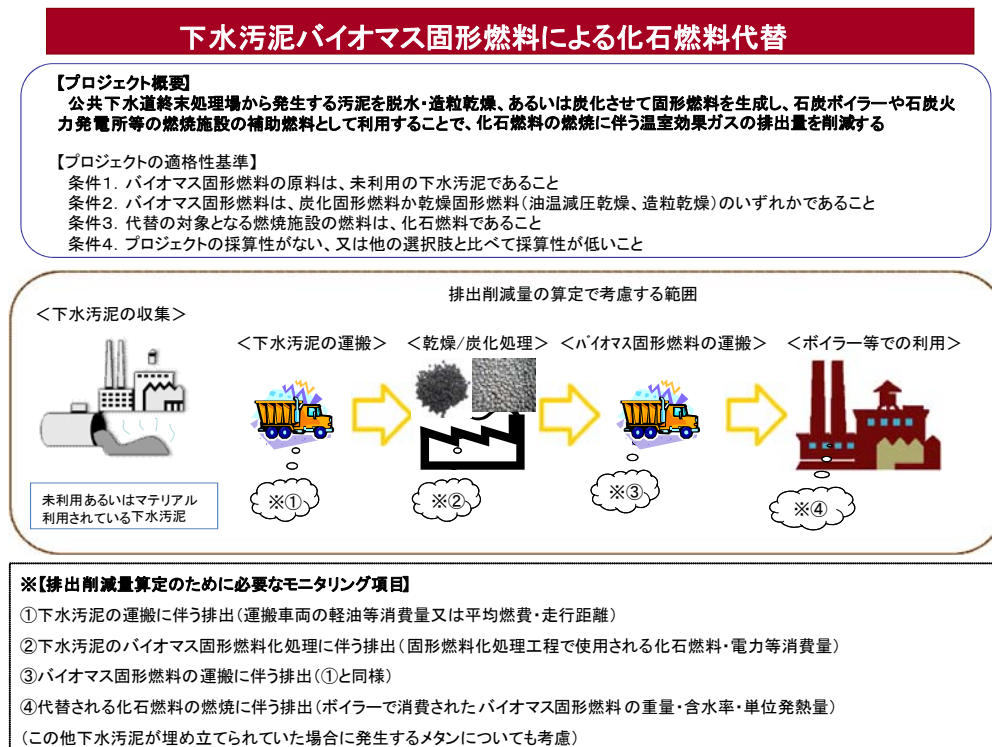 下水汚泥バイオマス固形燃料による化石燃料代替
【プロジェクト概要】
公共下水道終末処理場から発生する汚泥を脱水・造粒乾燥、あるいは炭化させて固形燃料を生成し、石炭ボイラーや石炭火
力発電所等の燃焼施設の補助燃料として利用することで、化石燃料の燃焼に伴う温室効果ガスの排出量を削減する
【プロジェクトの適格性基準】
条件1．バイオマス固形燃料の原料は、未利用の下水汚泥であること
条件2．バイオマス固形燃料は、炭化固形燃料か乾燥固形燃料（油温減圧乾燥、造粒乾燥）のいずれかであること
条件3．代替の対象となる燃焼施設の燃料は、化石燃料であること
条件4．プロジェクトの採算性がない、又は他の選択肢と比べて採算性が低いこと
排出削減量の算定で考慮する範囲
＜下水汚泥の収集＞
＜下水汚泥の運搬＞ ＜乾燥/炭化処理＞ ＜バイオマス固形燃料の運搬＞ ＜ボイラー等での利用＞
※① ※② ※③ ※④
未利用あるいはマテリアル
利用されている下水汚泥
※【排出削減量算定のために必要なモニタリング項目】
①下水汚泥の運搬に伴う排出（運搬車両の軽油等消費量又は平均燃費・走行距離）
②下水汚泥のバイオマス固形燃料化処理に伴う排出（固形燃料化処理工程で使用される化石燃料・電力等消費量）
③バイオマス固形燃料の運搬に伴う排出（①と同様）
④代替される化石燃料の燃焼に伴う排出（ボイラーで消費されたバイオマス固形燃料の重量・含水率・単位発熱量）
（この他下水汚泥が埋め立てられていた場合に発生するメタンについても考慮）